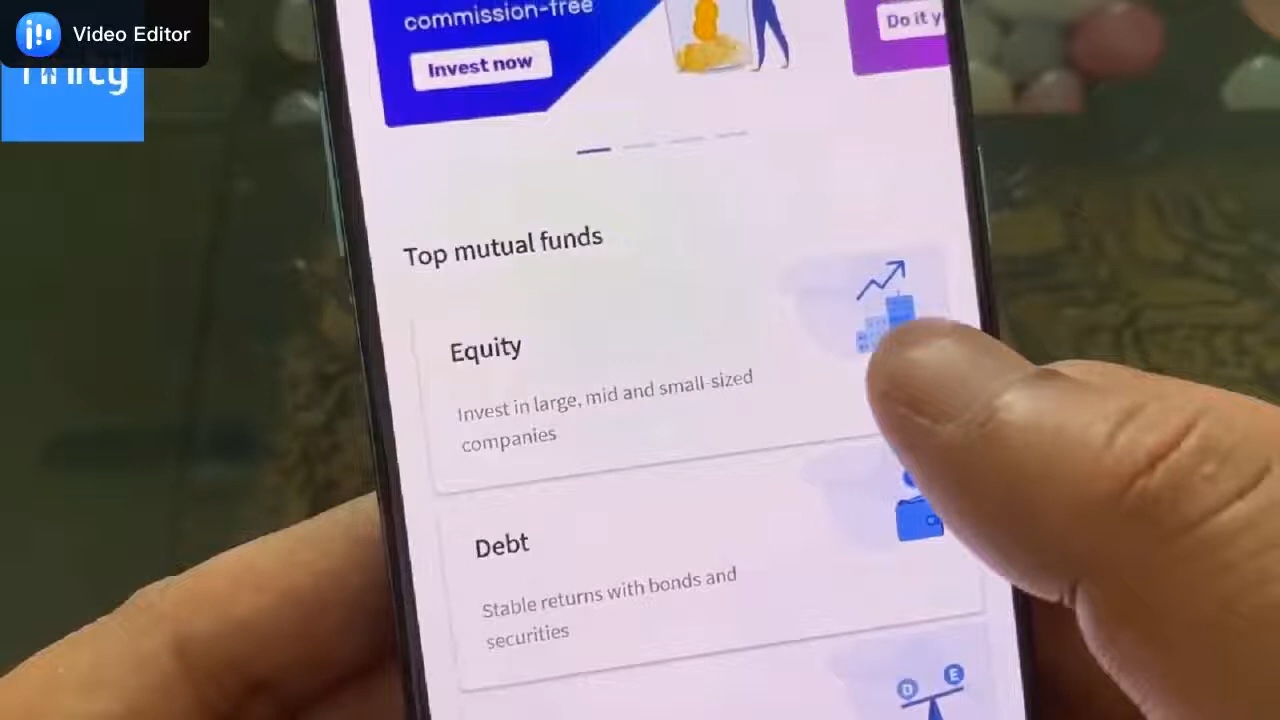 Video Editor
commission-free
Invest now
Do it y
Top mutual funds
Equity
Invest in large, mid and small-sized
companies
Debt
Stable returns with bonds and
securities
D
E